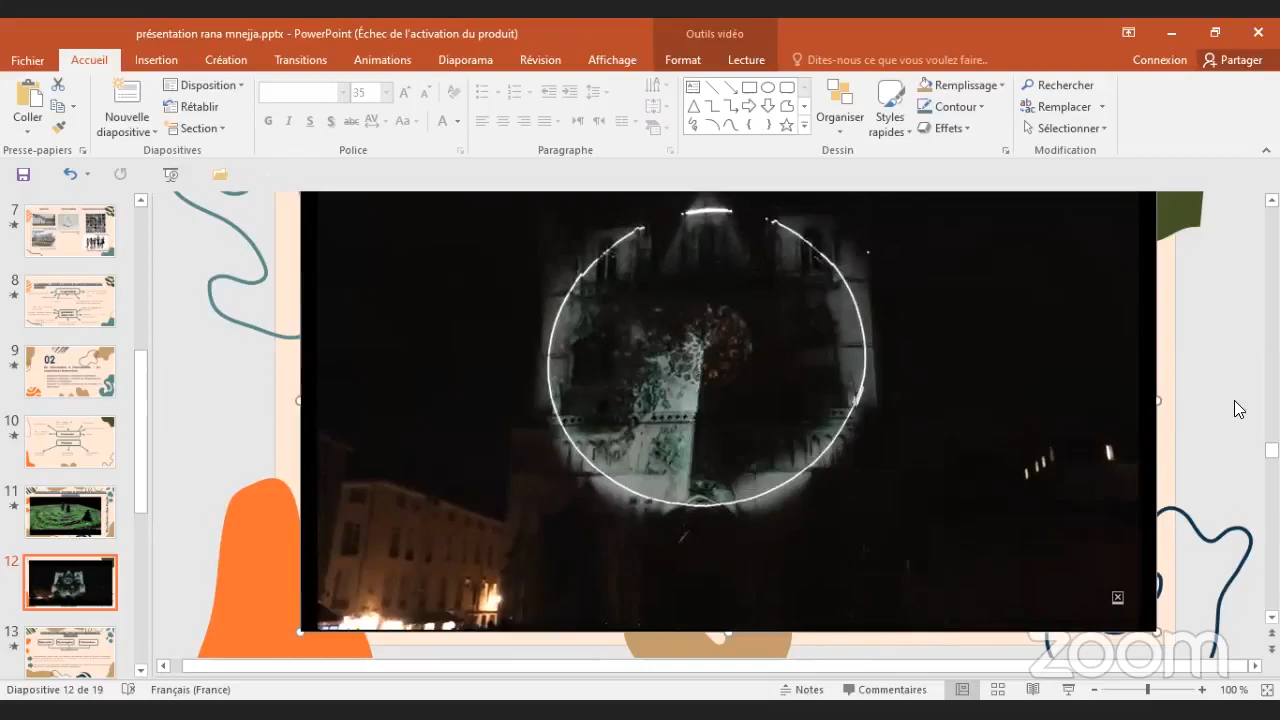 présentation rana mnejja.pptx - PowerPoint (Échec de l'activation du produit)
Outils vidéo
Fichier
Accueil
Insertion
Création
Transitions
Animations
Diaporama
Révision
Affichage
Format
Lecture
Dites-nous ce que vous voulez faire..
Connexion
Partager
Coller
Nouvelle
diapositive
Disposition
Rétablir
Section
35
G I S S abc AV Aa A
Organiser
Styles
rapides
Remplissage
Contour
Effets
Rechercher
Remplacer
Sélectionner
Presse-papiers
Diapositives
Police
Paragraphe
Dessin
Modification
7
8
9
02
10
11
12
13
zoom
Diapositive 12 de 19
Français (France)
Notes
Commentaires
100 %